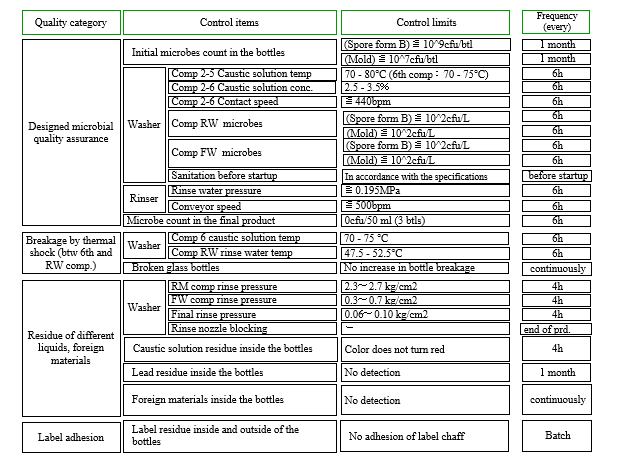 Quality category Control items Control limits Frequency
(every)
Designed microbial
quality assurance
Initial microbes count in the bottles (Spore form B) ≦ 10^9cfu/btl 1 month
(Mold) ≦ 10^7cfu/btl 1 month
Washer
Comp 2-5 Caustic solution temp 70 - 80℃ (6th comp : 70 - 75℃) 6h
Comp 2-6 Caustic solution conc. 2.5 - 3.5% 6h
Comp 2-6 Contact speed ≦ 440bpm 6h
Comp RW microbes (Spore form B) ≦ 10^2cfu/L 6h
(Mold) ≦ 10^2cfu/L 6h
Comp FW microbes (Spore form B) ≦ 10^2cfu/L 6h
(Mold) ≦ 10^2cfu/L 6h
Sanitation before startup In accordance with the specifications before startup
Rinser
Rinse water pressure ≧ 0.195MPa 6h
Conveyor speed ≦ 500bpm 6h
Microbe count in the final product 0cfu/50 ml (3 btls) 6h
Breakage by thermal
shock (btw 6th and
RW comp.)
Washer
Comp 6 caustic solution temp 70 - 75 ℃ 6h
Comp RW rinse water temp 47.5 - 52.5℃ 6h
Broken glass bottles No increase in bottle breakage continuously
Residue of different
liquids, foreign
materials
Washer
RM comp rinse pressure 2.3～ 2.7 kg/cm2 4h
FW comp rinse pressure 0.3～ 0.7 kg/cm2 4h
Final rinse pressure 0.06～ 0.10 kg/cm2 4h
Rinse nozzle blocking – end of prd.
Caustic solution residue inside the bottles Color does not turn red 4h
Lead residue inside the bottles No detection 1 month
Foreign materials inside the bottles No detection continuously
Label adhesion
Label residue inside and outside of the
bottles
No adhesion of label chaff Batch